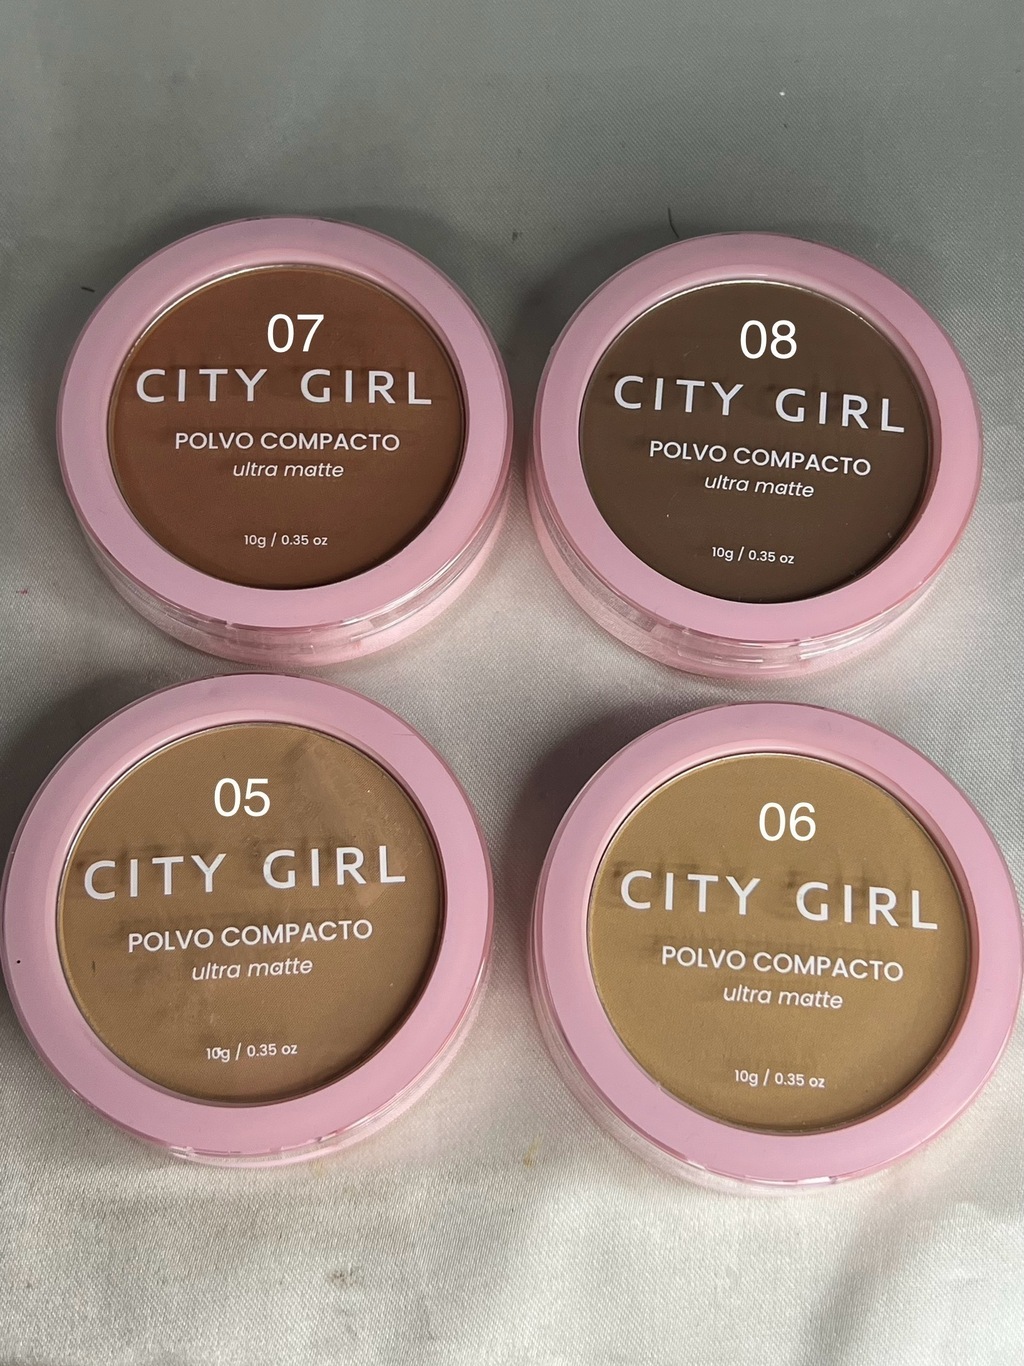 07
CITY GIRL
POLVO COMPACTO
ultra matte
10g / 0.35 oz
08
CITY GIRL
POLVO COMPACTO
ultra matte
10g / 0.35 oz
05
CITY GIRL
POLVO COMPACTO
ultra matte
10g / 0.35 oz
06
CITY GIRL
POLVO COMPACTO
ultra matte
10g / 0.35 oz